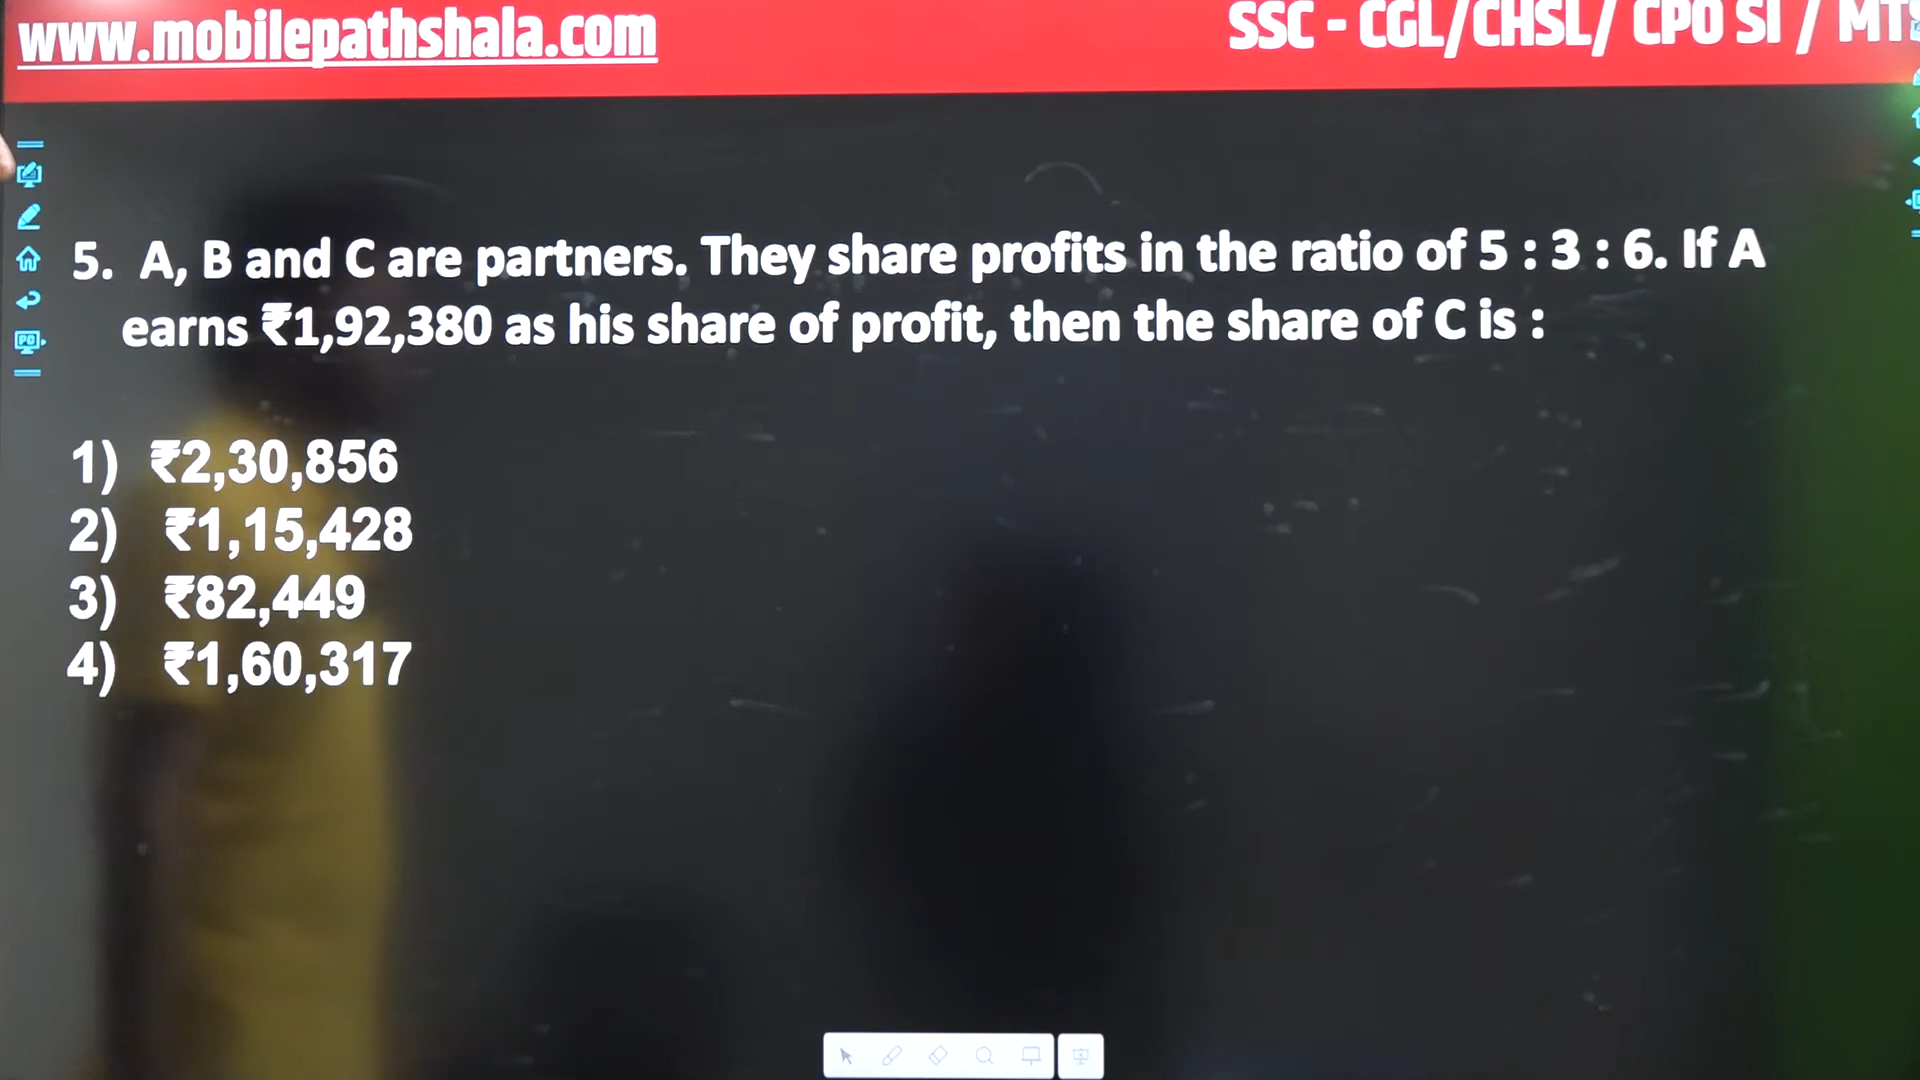 www.mobilepathshala.com
SSC - CGL/CHSL/ CPO SI / MTS
5. A, B and C are partners. They share profits in the ratio of 5 : 3 : 6. If A
earns ₹1,92,380 as his share of profit, then the share of C is :
1) ₹2,30,856
2) ₹1,15,428
3) ₹82,449
4) ₹1,60,317